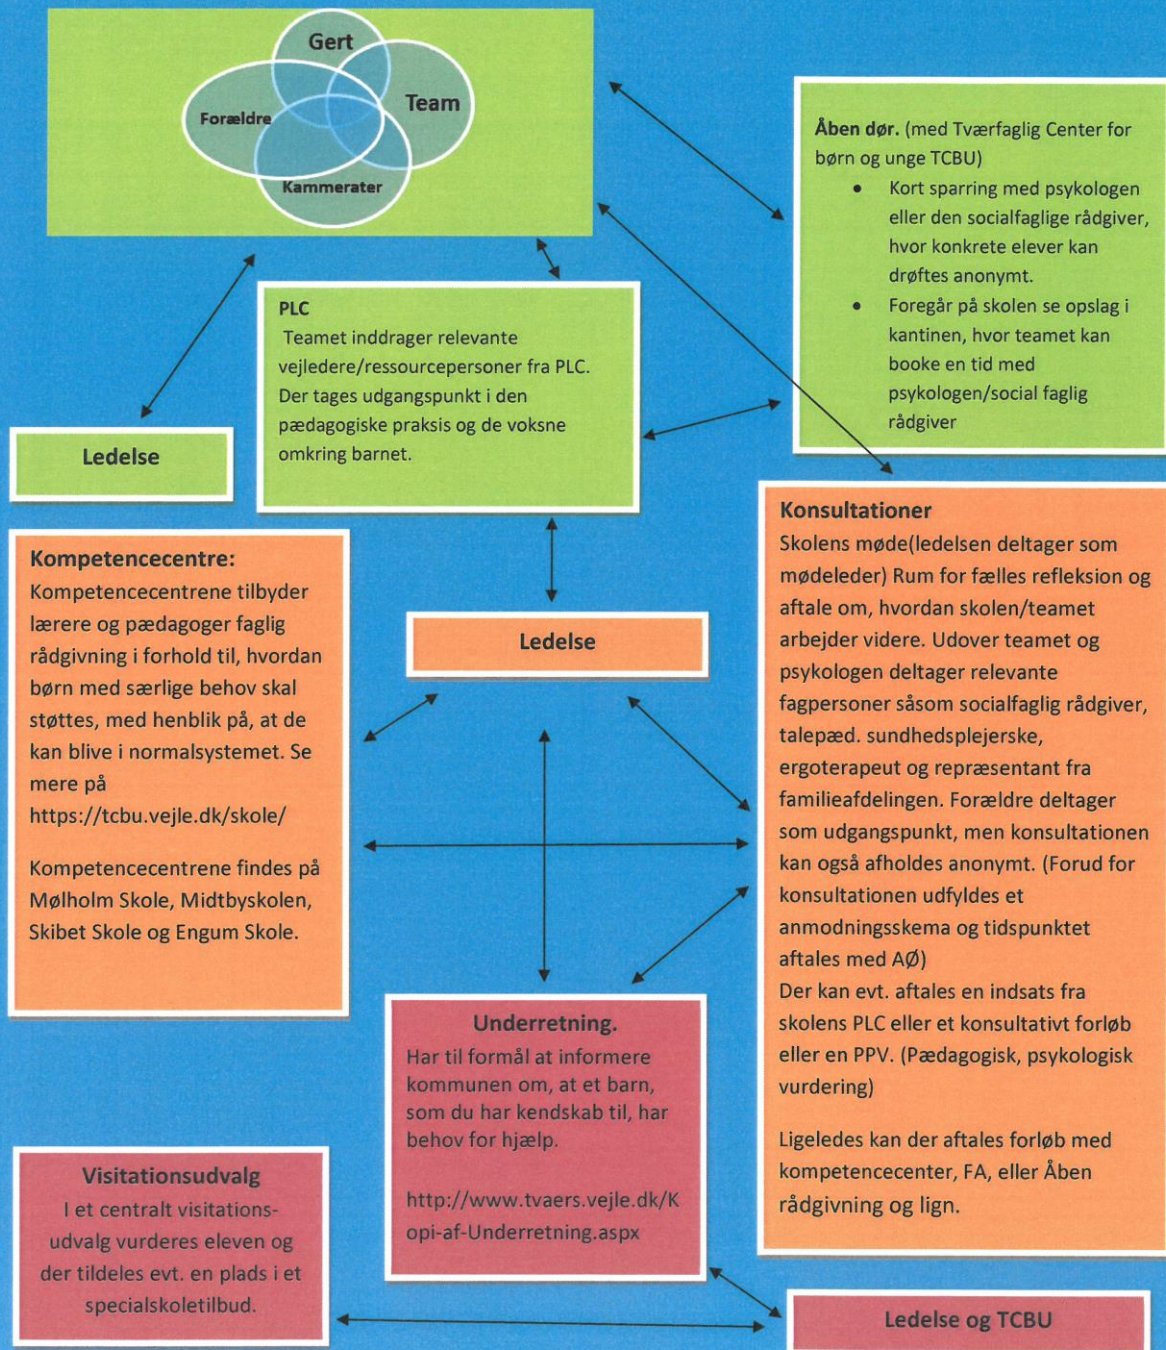 Gert
Team
Forældre
Kammerater
Åben dør. (med Tværfaglig Center for
børn og unge TCBU)
• Kort sparring med psykologen
eller den socialfaglige rådgiver,
hvor konkrete elever kan
drøftes anonymt.
• Foregår på skolen se opslag i
kantinen, hvor teamet kan
booke en tid med
psykologen/social faglig
rådgiver
PLC
Teamet inddrager relevante
vejledere/ressourcepersoner fra PLC.
Der tages udgangspunkt i den
pædagogiske praksis og de voksne
omkring barnet.
Ledelse
Kompetencecentre:
Kompetencecentrene tilbyder
lærere og pædagoger faglig
rådgivning i forhold til, hvordan
børn med særlige behov skal
støttes, med henblik på, at de
kan blive i normalsystemet. Se
mere på
https://tcbu.vejle.dk/skole/
Kompetencecentrene findes på
Mølholm Skole, Midtbyskolen,
Skibet Skole og Engum Skole.
Ledelse
Konsultationer
Skolens møde(ledelsen deltager som
mødeleder) Rum for fælles refleksion og
aftale om, hvordan skolen/teamet
arbejder videre. Udover teamet og
psykologen deltager relevante
fagpersoner såsom socialfaglig rådgiver,
talepæd. sundhedsplejerske,
ergoterapeut og repræsentant fra
familieafdelingen. Forældre deltager
som udgangspunkt, men konsultationen
kan også afholdes anonymt. (Forud for
konsultationen udfyldes et
anmodningsskema og tidspunktet
aftales med AØ)
Der kan evt. aftales en indsats fra
skolens PLC eller et konsultativt forløb
eller en PPV. (Pædagogisk, psykologisk
vurdering)
Ligeledes kan der aftales forløb med
kompetencecenter, FA, eller Åben
rådgivning og lign.
Underretning.
Har til formål at informere
kommunen om, at et barn,
som du har kendskab til, har
behov for hjælp.
http://www.tvaers.vejle.dk/K
opi-af-Underretning.aspx
Visitationsudvalg
I et centralt visitations-
udvalg vurderes eleven og
der tildeles evt. en plads i et
specialskoletilbud.
Ledelse og TCBU